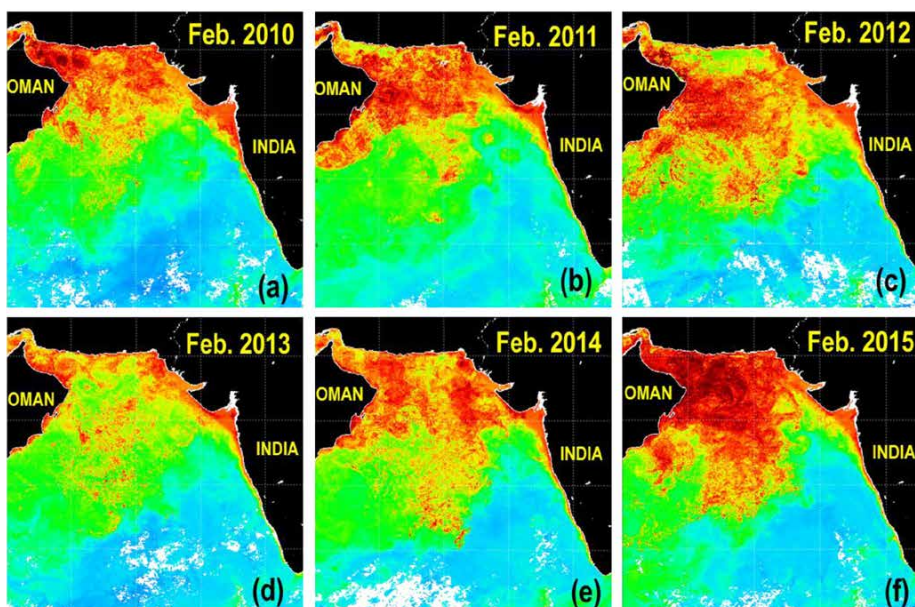 Feb. 2010
OMAN
INDIA
(a)
Feb. 2011
OMAN
INDIA
(b)
Feb. 2012
OMAN
INDIA
(c)
Feb. 2013
OMAN
INDIA
(d)
Feb. 2014
OMAN
INDIA
(e)
Feb. 2015
OMAN
INDIA
(f)